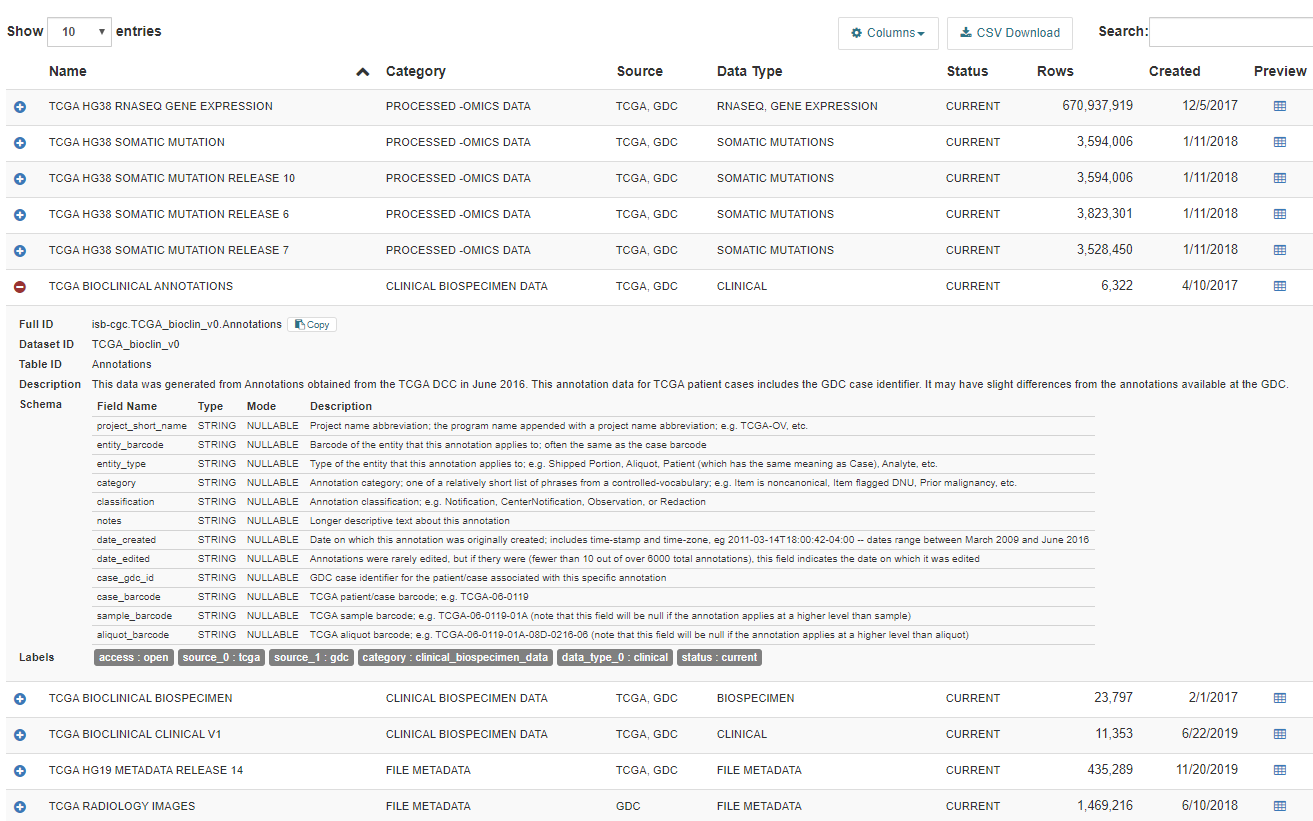 Show 10 entries Columns CSV Download Search:
Name Category Source Data Type Status Rows Created Preview
TCGA HG38 RNASEQ GENE EXPRESSION PROCESSED -OMICS DATA TCGA, GDC RNASEQ, GENE EXPRESSION CURRENT 670,937,919 12/5/2017
TCGA HG38 SOMATIC MUTATION PROCESSED -OMICS DATA TCGA, GDC SOMATIC MUTATIONS CURRENT 3,594,006 1/11/2018
TCGA HG38 SOMATIC MUTATION RELEASE 10 PROCESSED -OMICS DATA TCGA, GDC SOMATIC MUTATIONS CURRENT 3,594,006 1/11/2018
TCGA HG38 SOMATIC MUTATION RELEASE 6 PROCESSED -OMICS DATA TCGA, GDC SOMATIC MUTATIONS CURRENT 3,823,301 1/11/2018
TCGA HG38 SOMATIC MUTATION RELEASE 7 PROCESSED -OMICS DATA TCGA, GDC SOMATIC MUTATIONS CURRENT 3,528,450 1/11/2018
TCGA BIOCLINICAL ANNOTATIONS CLINICAL BIOSPECIMEN DATA TCGA, GDC CLINICAL CURRENT 6,322 4/10/2017
Full ID isb-cgc.TCGA_bioclin_v0.Annotations Copy
Dataset ID TCGA_bioclin_v0
Table ID Annotations
Description This data was generated from Annotations obtained from the TCGA DCC in June 2016. This annotation data for TCGA patient cases includes the GDC case identifier. It may have slight differences from the annotations available at the GDC.
Schema Field Name Type Mode Description
project_short_name STRING NULLABLE Project name abbreviation; the program name appended with a project name abbreviation; e.g. TCGA-OV, etc.
entity_barcode STRING NULLABLE Barcode of the entity that this annotation applies to; often the same as the case barcode
entity_type STRING NULLABLE Type of the entity that this annotation applies to; e.g. Shipped Portion, Aliquot, Patient (which has the same meaning as Case), Analyte, etc.
category STRING NULLABLE Annotation category; one of a relatively short list of phrases from a controlled-vocabulary; e.g. Item is noncanonical, Item flagged DNU, Prior malignancy, etc.
classification STRING NULLABLE Annotation classification; e.g. Notification, CenterNotification, Observation, or Redaction
notes STRING NULLABLE Longer descriptive text about this annotation
date_created STRING NULLABLE Date on which this annotation was originally created; includes time-stamp and time-zone, eg 2011-03-14T18:00:42-04:00 -- dates range between March 2009 and June 2016
date_edited STRING NULLABLE Annotations were rarely edited, but if thery were (fewer than 10 out of over 6000 total annotations), this field indicates the date on which it was edited
case_gdc_id STRING NULLABLE GDC case identifier for the patient/case associated with this specific annotation
case_barcode STRING NULLABLE TCGA patient/case barcode; e.g. TCGA-06-0119
sample_barcode STRING NULLABLE TCGA sample barcode; e.g. TCGA-06-0119-01A (note that this field will be null if the annotation applies at a higher level than sample)
aliquot_barcode STRING NULLABLE TCGA aliquot barcode; e.g. TCGA-06-0119-01A-08D-0216-06 (note that this field will be null if the annotation applies at a higher level than aliquot)
Labels access : open source_0 : tcga source_1 : gdc category : clinical_biospecimen_data data_type_0 : clinical status : current
TCGA BIOCLINICAL BIOSPECIMEN CLINICAL BIOSPECIMEN DATA TCGA, GDC BIOSPECIMEN CURRENT 23,797 2/1/2017
TCGA BIOCLINICAL CLINICAL V1 CLINICAL BIOSPECIMEN DATA TCGA, GDC CLINICAL CURRENT 11,353 6/22/2019
TCGA HG19 METADATA RELEASE 14 FILE METADATA TCGA, GDC FILE METADATA CURRENT 435,289 11/20/2019
TCGA RADIOLOGY IMAGES FILE METADATA GDC FILE METADATA CURRENT 1,469,216 6/10/2018